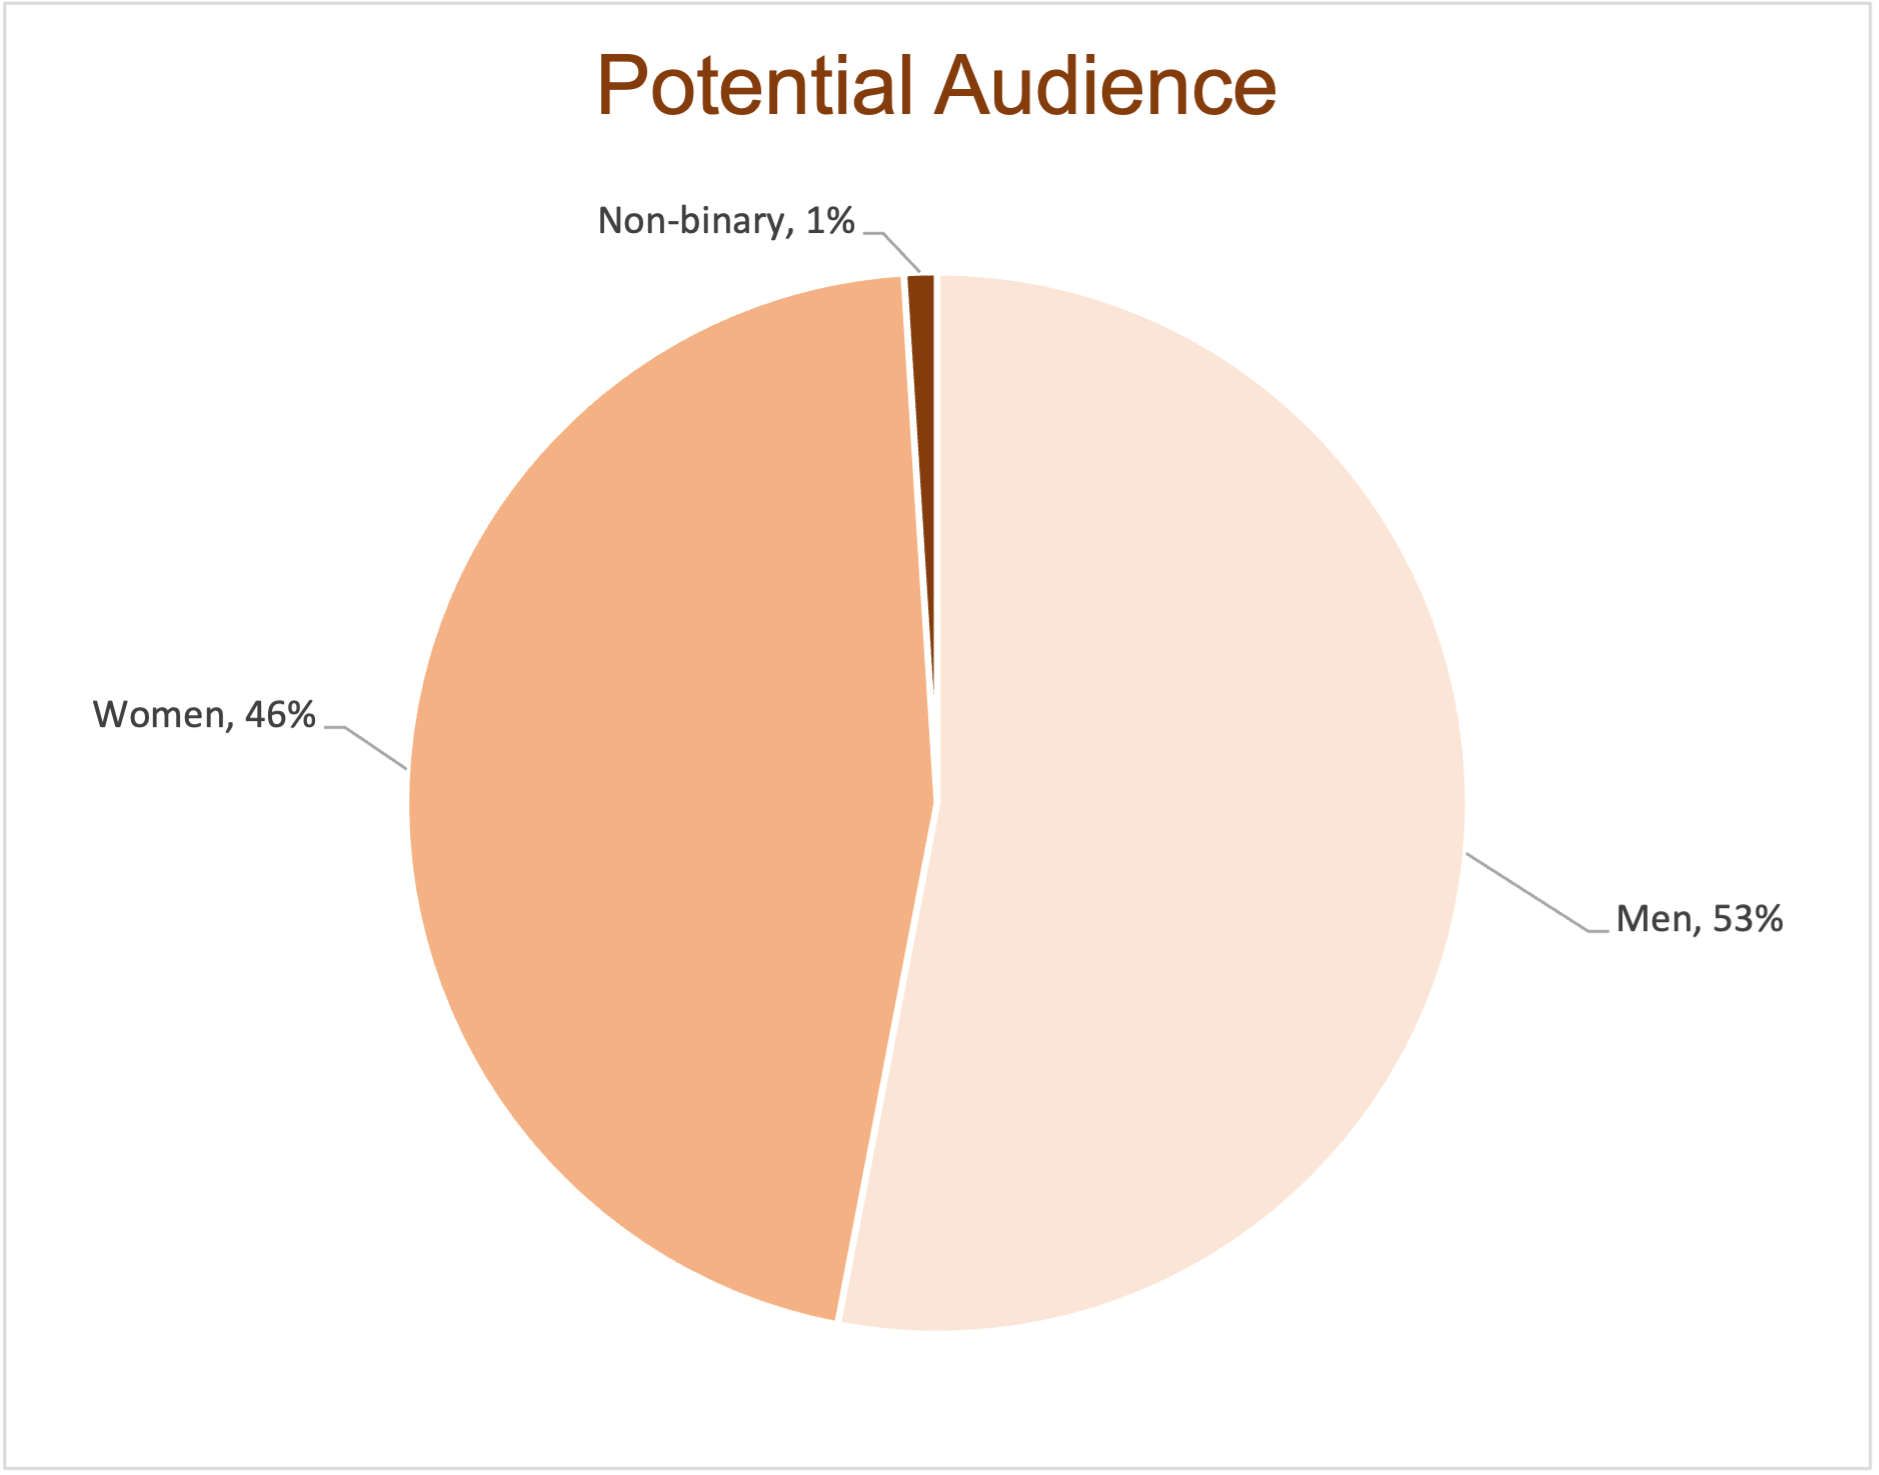 Potential Audience
Non-binary, 1%
Women, 46%
Men, 53%